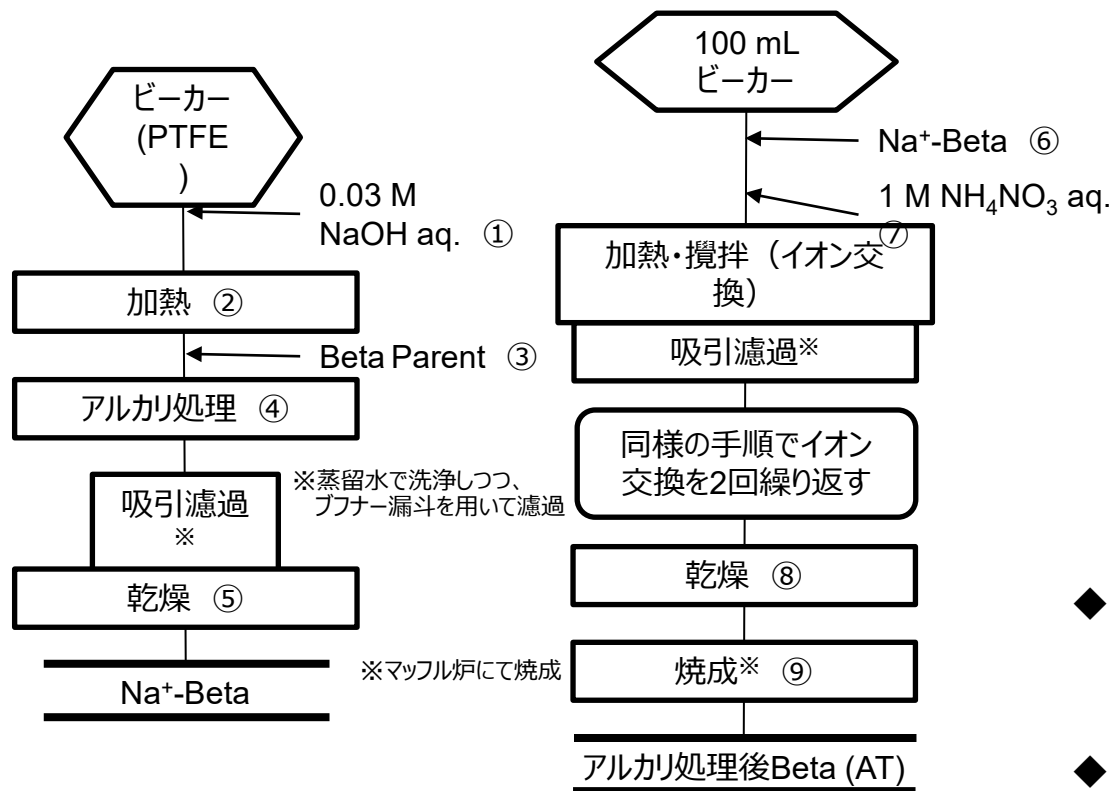 ビーカー
(PTFE
)
0.03 M
NaOH aq. ①
加熱 ②
Beta Parent ③
アルカリ処理 ④
吸引濾過
※
※蒸留水で洗浄しつつ、
ブフナー漏斗を用いて濾過
乾燥 ⑤
Na⁺-Beta
100 mL
ビーカー
Na⁺-Beta ⑥
1 M NH₄NO₃ aq.
⑦
加熱・攪拌（イオン交
換）
吸引濾過※
同様の手順でイオン
交換を2回繰り返す
乾燥 ⑧
※マッフル炉にて焼成
焼成※ ⑨
アルカリ処理後Beta (AT)